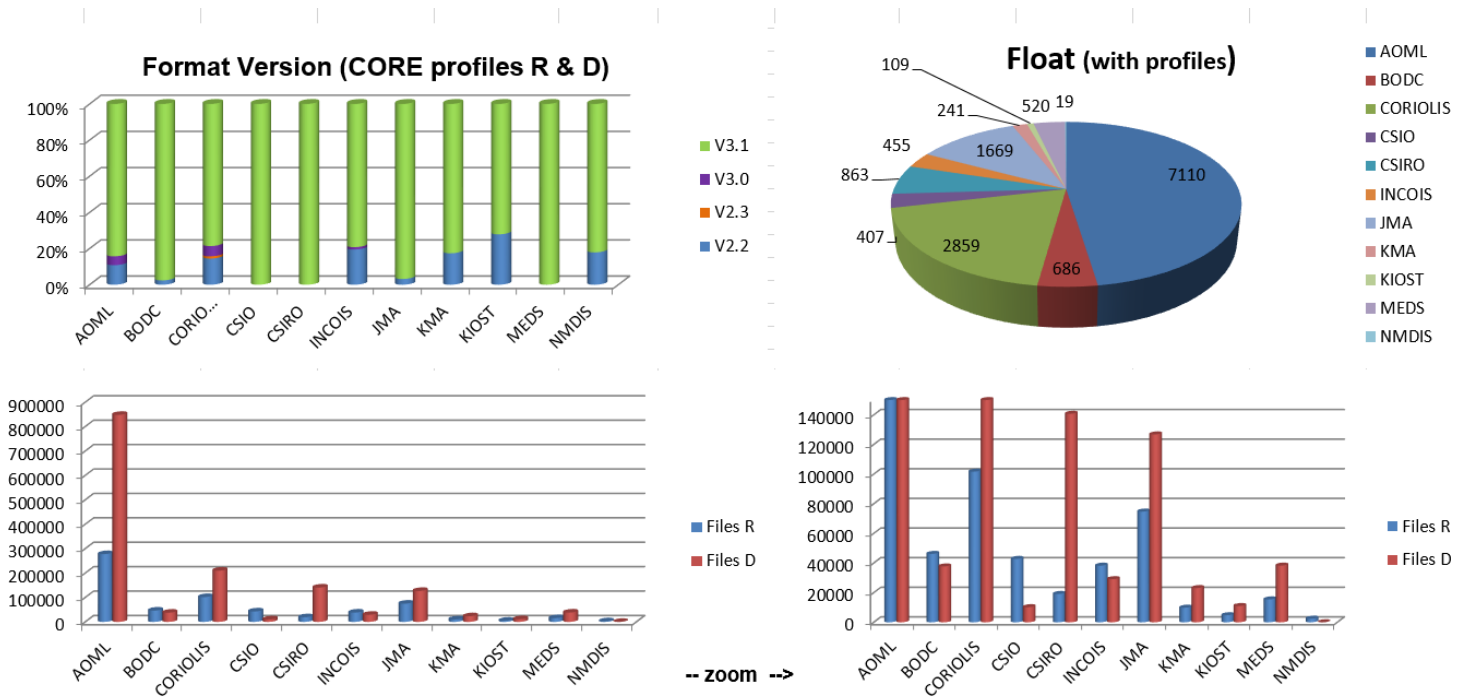 Format Version (CORE profiles R & D)
100%
80%
60%
40%
20%
0%
AOML
BODC
CORIO...
CSIO
CSIRO
INCOIS
JMA
KMA
KIOST
MEDS
NMDIS
V3.1
V3.0
V2.3
V2.2
Float (with profiles)
109
241
520
19
455
1669
863
7110
407
2859
686
AOML
BODC
CORIOLIS
CSIO
CSIRO
INCOIS
JMA
KMA
KIOST
MEDS
NMDIS
900000
800000
700000
600000
500000
400000
300000
200000
100000
0
AOML
BODC
CORIOLIS
CSIO
CSIRO
INCOIS
JMA
KMA
KIOST
MEDS
NMDIS
Files R
Files D
-- zoom -->
140000
120000
100000
80000
60000
40000
20000
0
AOML
BODC
CORIOLIS
CSIO
CSIRO
INCOIS
JMA
KMA
KIOST
MEDS
NMDIS
Files R
Files D